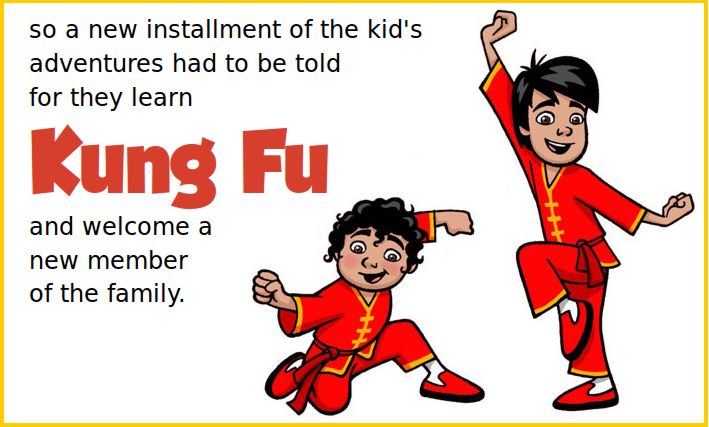 so a new installment of the kid's
adventures had to be told
for they learn
Kung Fu
and welcome a
new member
of the family.